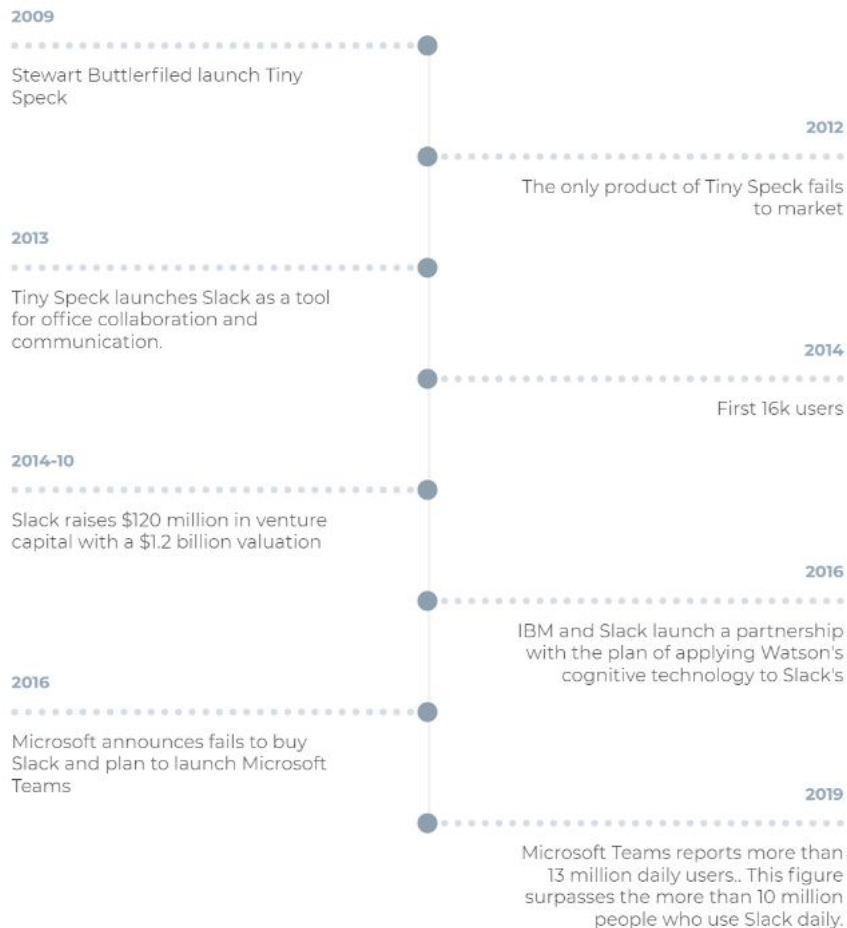 2009
Stewart Buttlerfiled launch Tiny
Speck
2012
The only product of Tiny Speck fails
to market
2013
Tiny Speck launches Slack as a tool
for office collaboration and
communication.
2014
First 16k users
2014-10
Slack raises $120 million in venture
capital with a $1.2 billion valuation
2016
IBM and Slack launch a partnership
with the plan of applying Watson's
cognitive technology to Slack's
2016
Microsoft announces fails to buy
Slack and plan to launch Microsoft
Teams
2019
Microsoft Teams reports more than
13 million daily users.. This figure
surpasses the more than 10 million
people who use Slack daily.